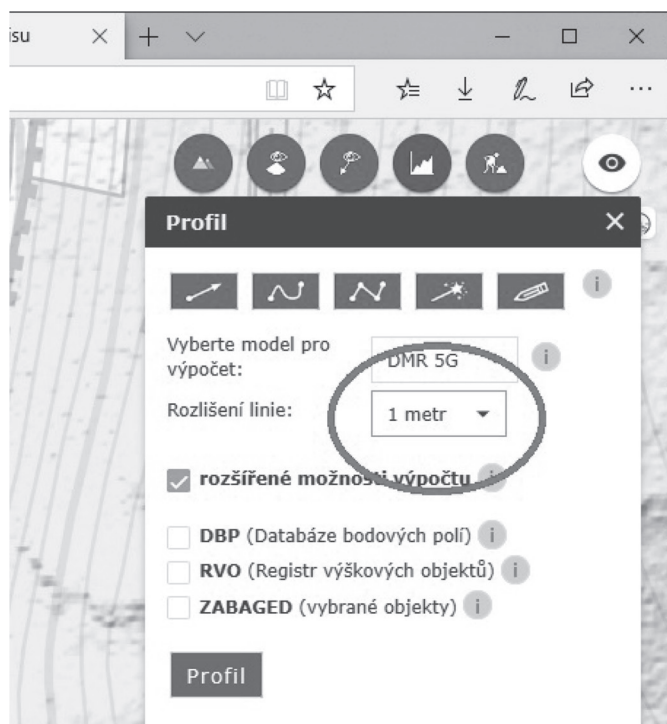 isu
Profil
Vyberte model pro
výpočet:
DMR 5G
Rozlišení linie:
1 metr
rozšířené možnosti výpočtu
DBP (Databáze bodových polí)
RVO (Registr výškových objektů)
ZABAGED (vybrané objekty)
Profil